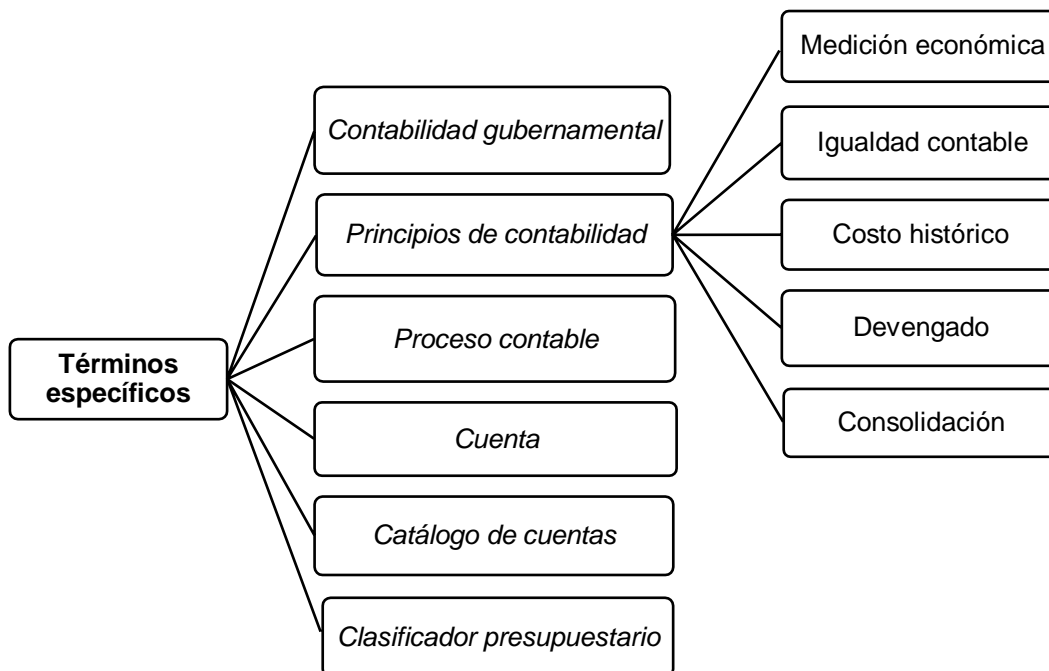 Términos
específicos
Contabilidad gubernamental
Principios de contabilidad
Proceso contable
Cuenta
Catálogo de cuentas
Clasificador presupuestario
Medición económica
Igualdad contable
Costo histórico
Devengado
Consolidación